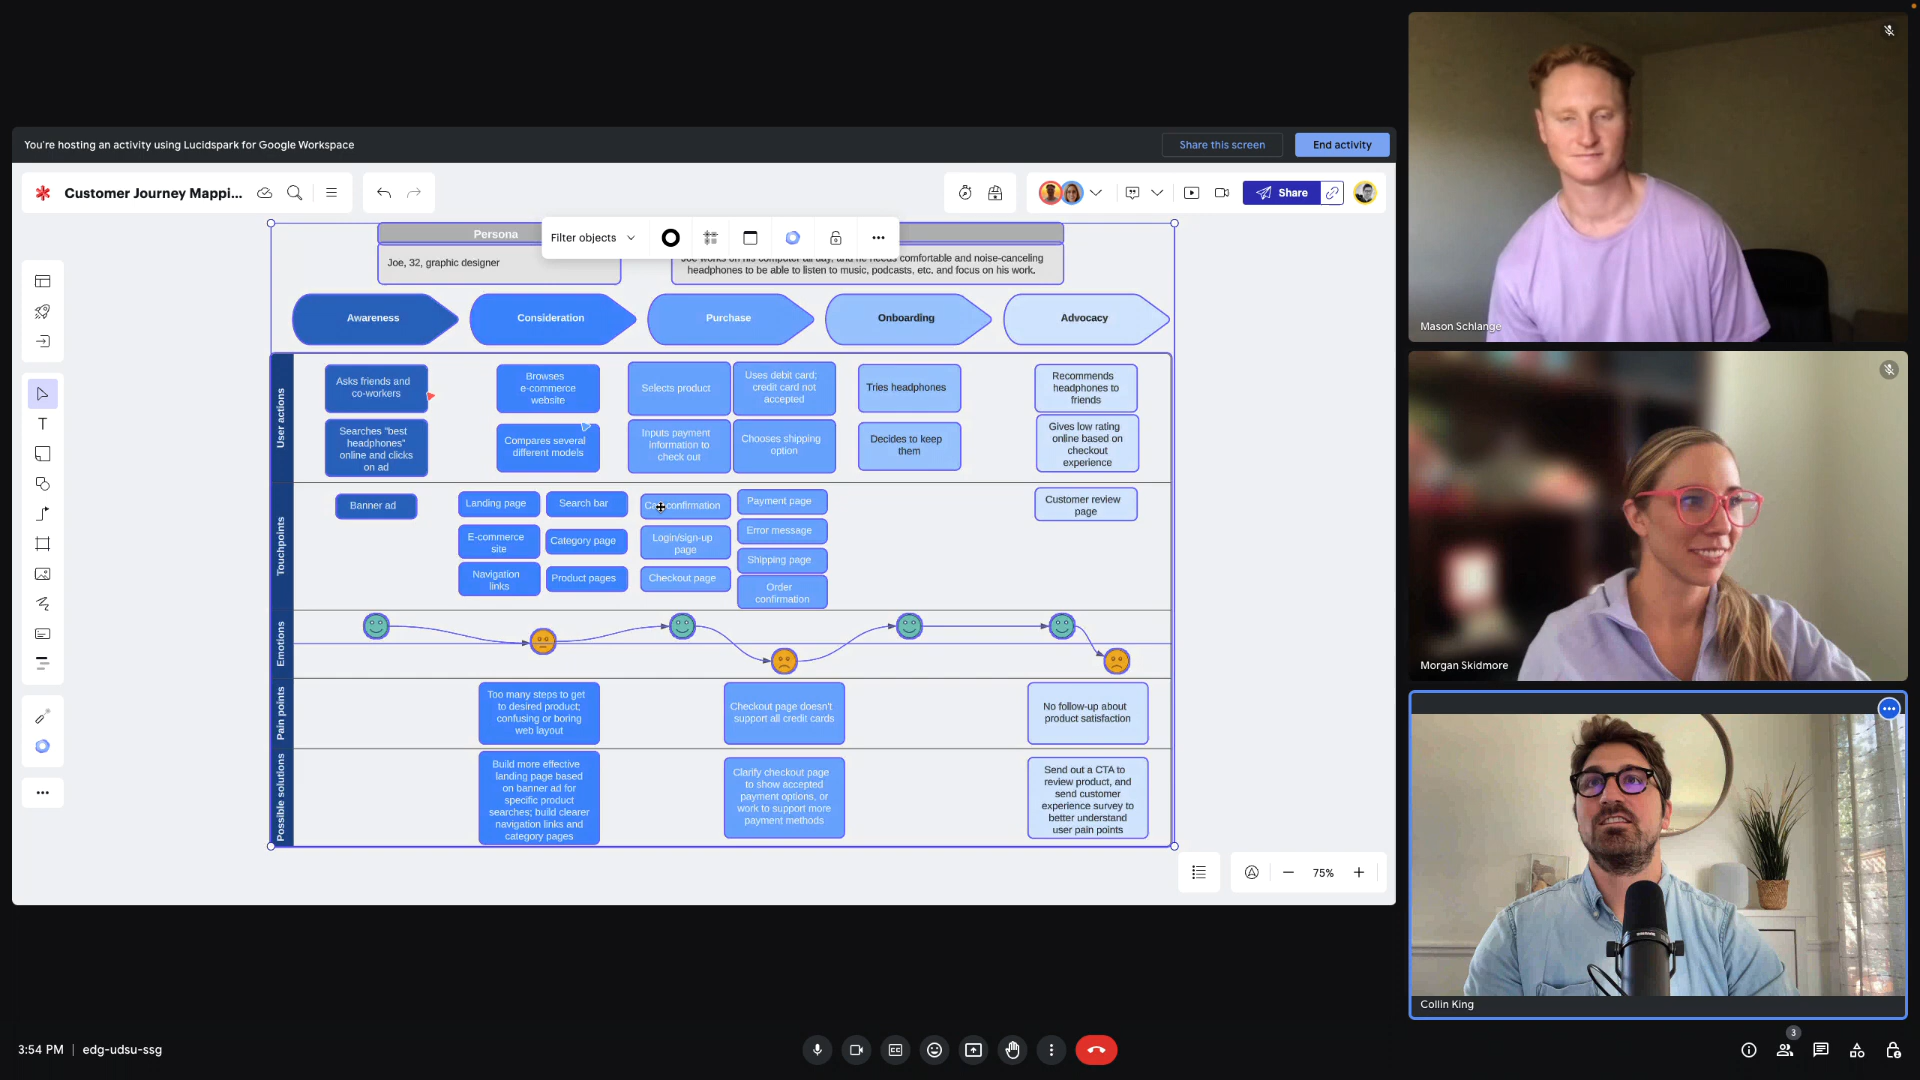 You're hosting an activity using Lucidspark for Google Workspace
Share this screen
End activity
Customer Journey Mappi...
Share
Filter objects
Persona
Joe, 32, graphic designer
Joe works on his computer all day, and he needs comfortable and noise-canceling
headphones to be able to listen to music, podcasts, etc. and focus on his work.
Awareness
Consideration
Purchase
Onboarding
Advocacy
User actions
Asks friends and
co-workers
Searches "best
headphones"
online and clicks
on ad
Browses
e-commerce
website
Compares several
different models
Selects product
Uses debit card;
credit card not
accepted
Inputs payment
information to
check out
Chooses shipping
option
Tries headphones
Decides to keep
them
Recommends
headphones to
friends
Gives low rating
online based on
checkout
experience
Touchpoints
Banner ad
Landing page
Search bar
E-commerce
site
Category page
Navigation
links
Product pages
confirmation
Payment page
Login/sign-up
page
Error message
Checkout page
Shipping page
Order
confirmation
Customer review
page
Emotions
Pain points
Too many steps to get
to desired product;
confusing or boring
web layout
Checkout page doesn't
support all credit cards
No follow-up about
product satisfaction
Possible solutions
Build more effective
landing page based
on banner ad for
specific product
searches; build clearer
navigation links and
category pages
Clarify checkout page
to show accepted
payment options, or
work to support more
payment methods
Send out a CTA to
review product, and
send customer
experience survey to
better understand
user pain points
75%
Mason Schlange
Morgan Skidmore
Collin King
3:54 PM | edg-udsu-ssg
3